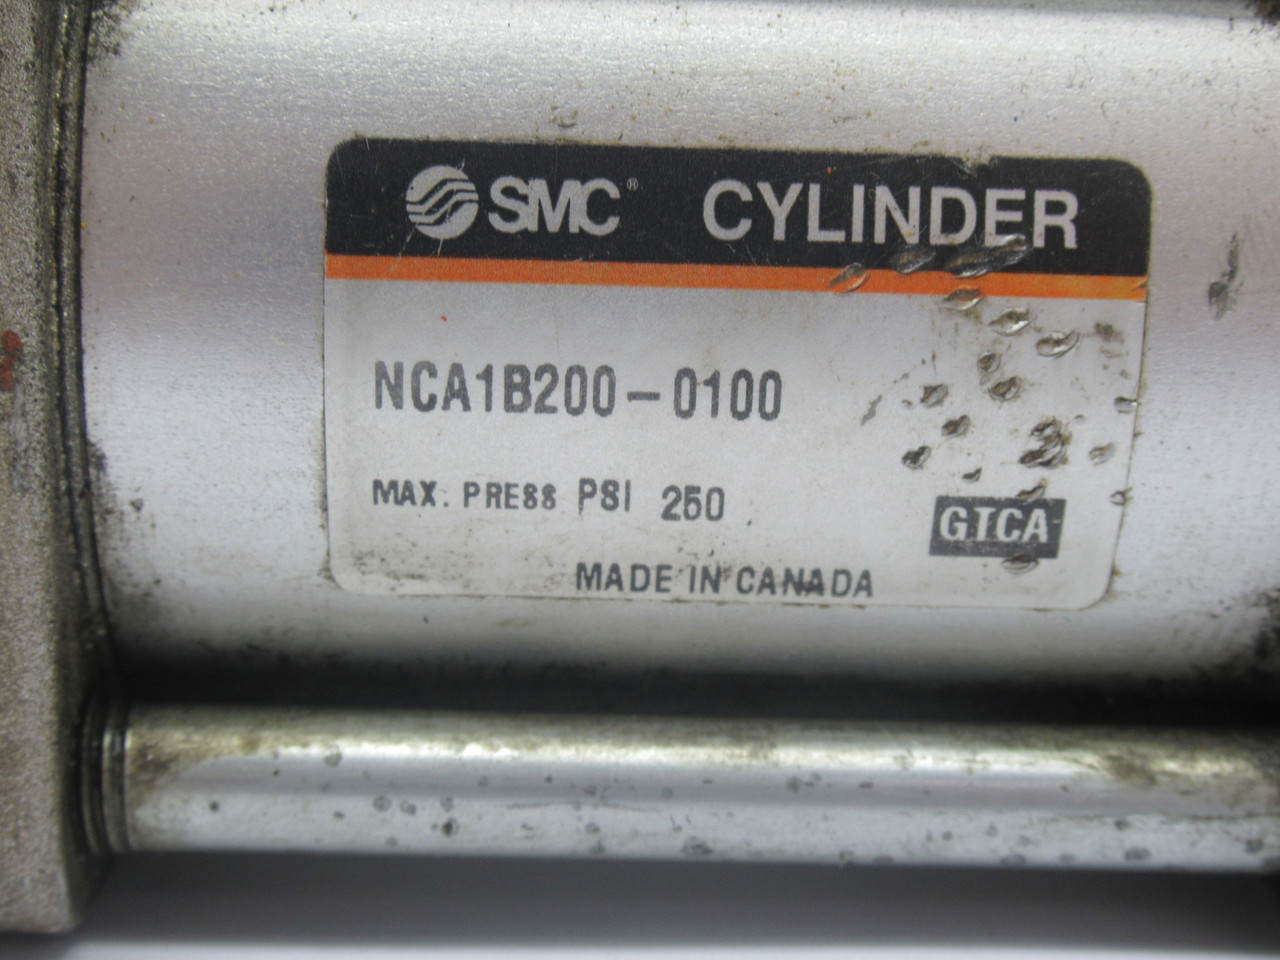 SMC® CYLINDER
NCA1B200-0100
MAX. PRESS PSI 250
GTCA
MADE IN CANADA